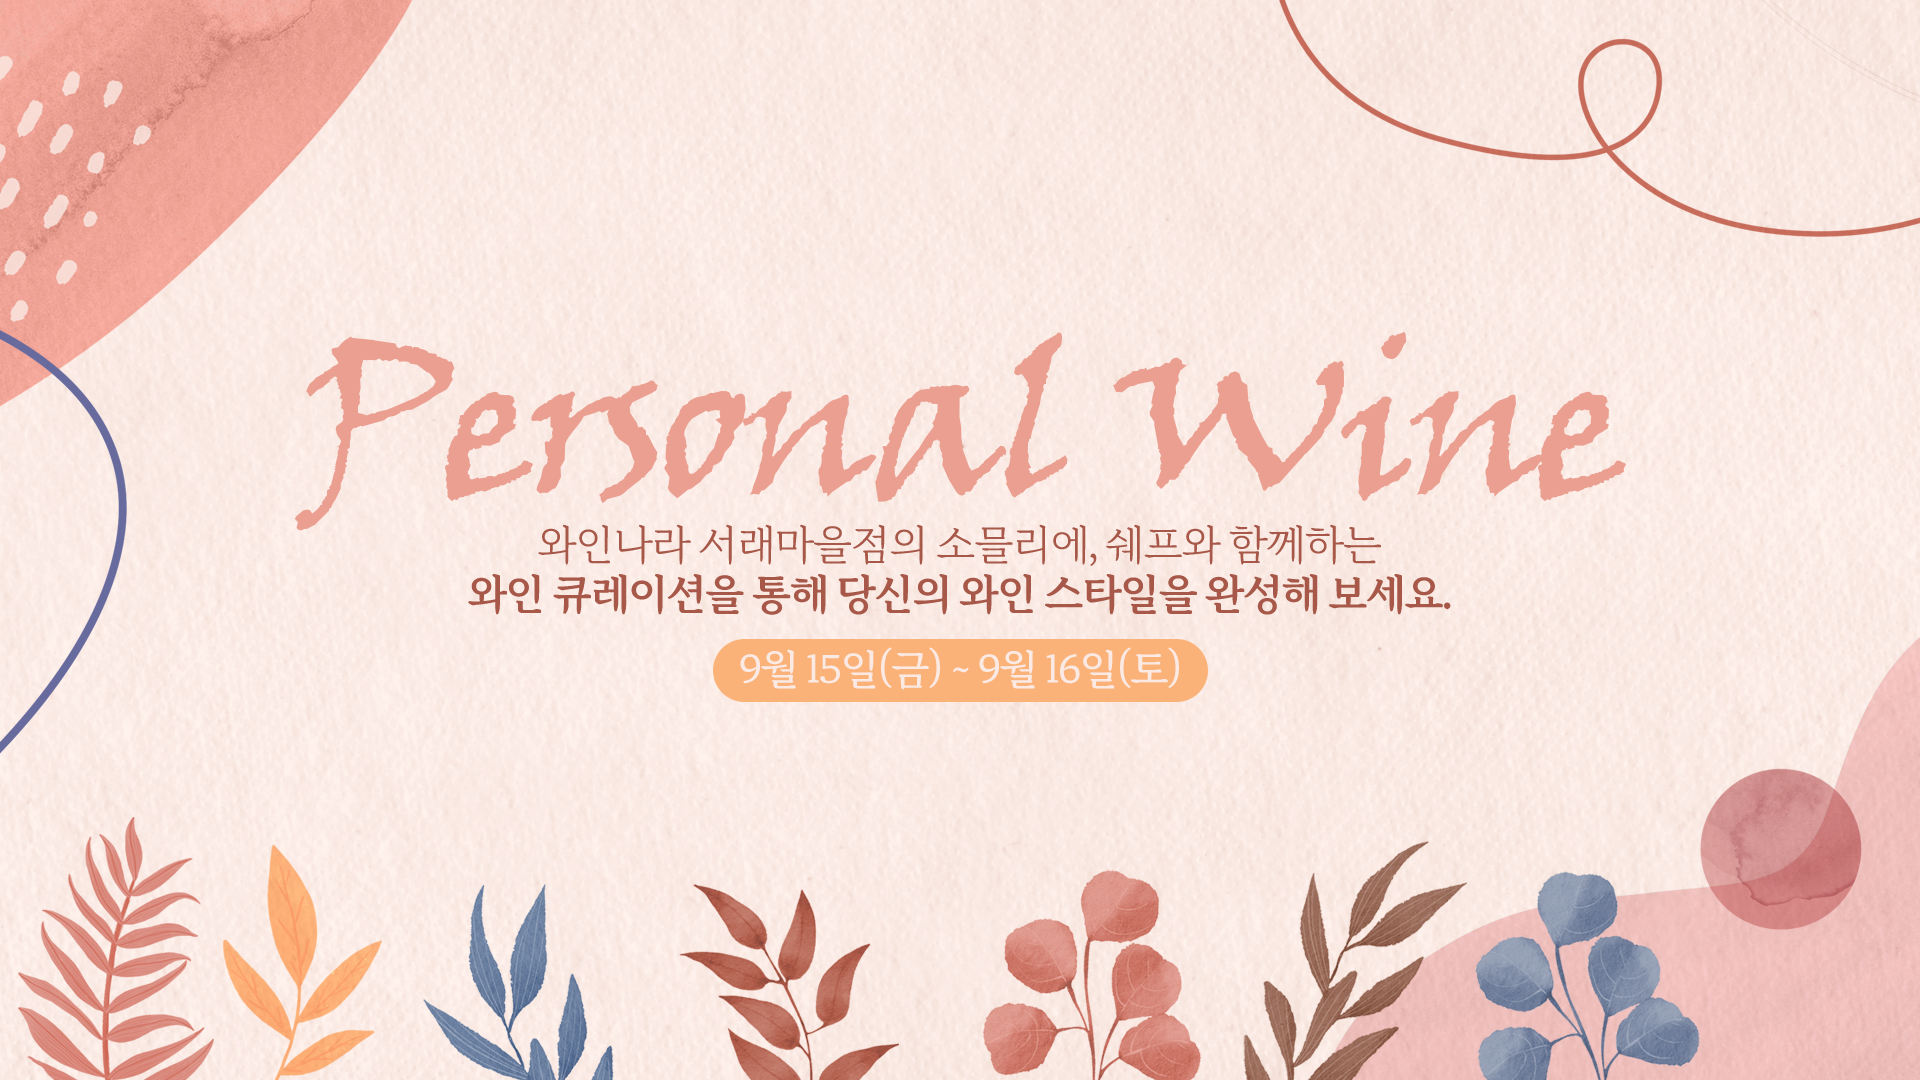 Personal Wine
와인나라 서래마을점의 소믈리에, 쉐프와 함께하는
와인 큐레이션을 통해 당신의 와인 스타일을 완성해 보세요.
9월 15일(금) ~ 9월 16일(토)